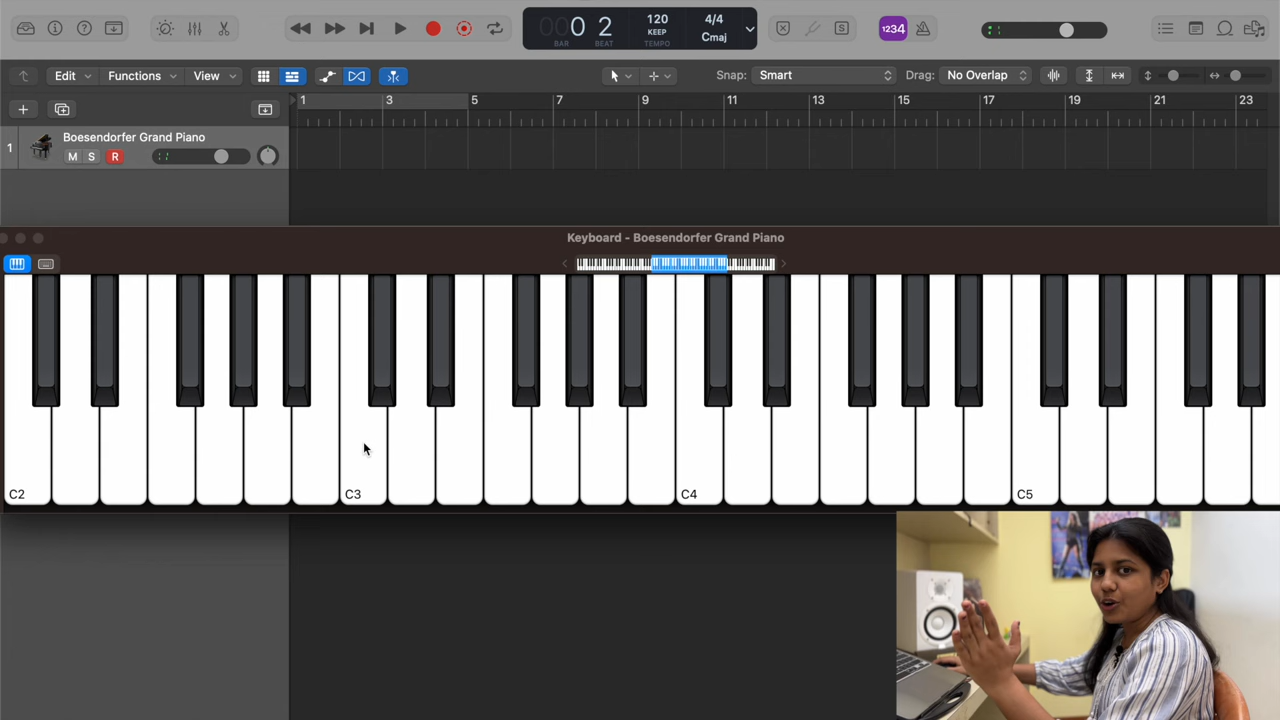 0 2
BAR BEAT
120
KEEP
TEMPO
4/4
Cmaj
1234
Edit Functions View Snap: Smart Drag: No Overlap
1 3 5 7 9 11 13 15 17 19 21 23
1 Boesendorfer Grand Piano
M S R
Keyboard - Boesendorfer Grand Piano
C2 C3 C4 C5